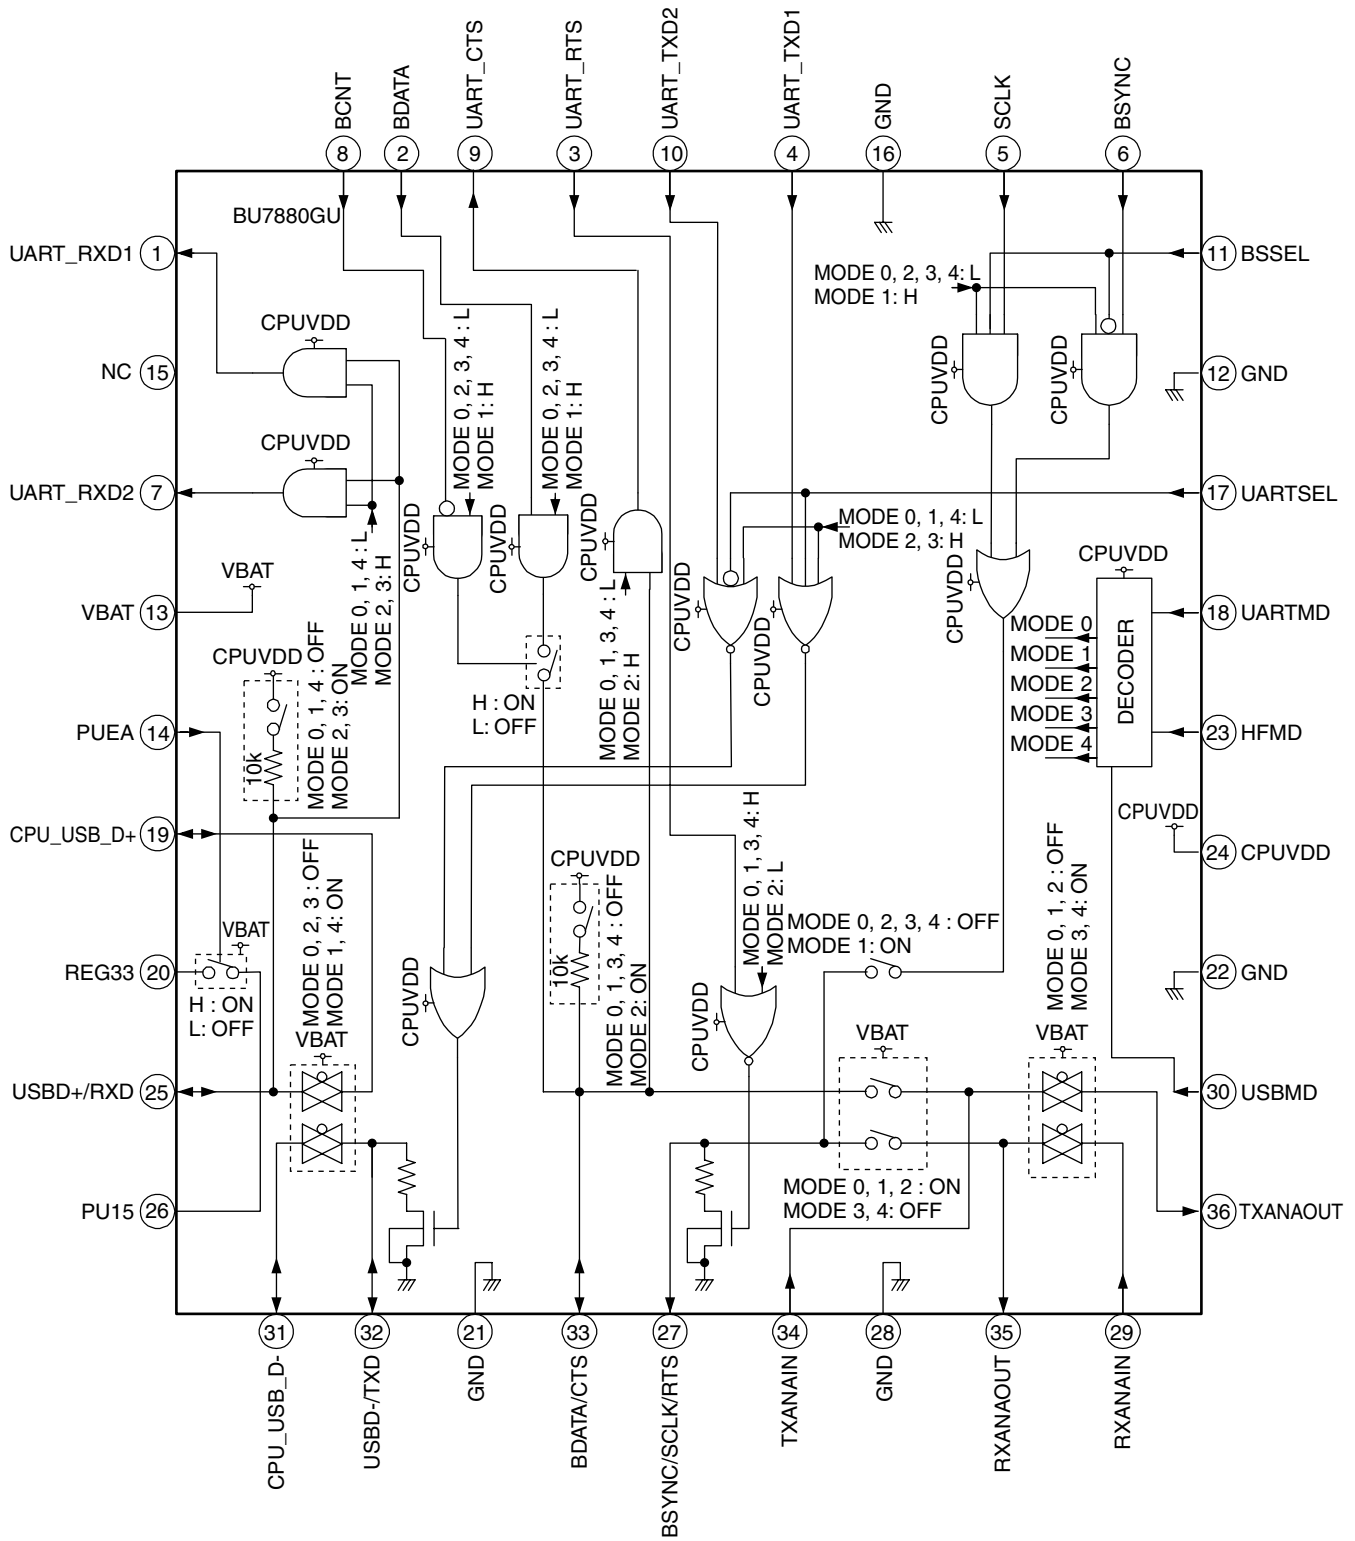 BCNT
BDATA
UART_CTS
UART_RTS
UART_TXD2
UART_TXD1
GND
SCLK
BSYNC
8
2
9
3
10
4
16
5
6
BU7880GU
UART_RXD1
1
11
BSSEL
MODE 0, 2, 3, 4: L
MODE 1: H
CPUVDD
MODE 0, 2, 3, 4 : L
MODE 1: H
MODE 0, 2, 3, 4 : L
MODE 1: H
CPUVDD
CPUVDD
NC
15
12
GND
CPUVDD
UART_RXD2
7
17
UARTSEL
MODE 0, 1, 4: L
MODE 2, 3: H
CPUVDD
CPUVDD
CPUVDD
MODE 0, 1, 4 : L
MODE 2, 3: H
CPUVDD
CPUVDD
CPUVDD
CPUVDD
VBAT
VBAT
13
18
UARTMD
MODE 0
MODE 1
MODE 2
MODE 3
MODE 4
DECODER
CPUVDD
10k
MODE 0, 1, 4 : OFF
MODE 2, 3: ON
H : ON
L: OFF
MODE 0, 1, 3, 4 : L
MODE 2: H
PUEA
14
23
HFMD
CPU_USB_D+
19
CPUVDD
24
CPUVDD
MODE 0, 2, 3 : OFF
MODE 1, 4: ON
CPUVDD
10k
MODE 0, 1, 3, 4 : OFF
MODE 2: ON
MODE 0, 1, 3, 4: H
MODE 2: L
MODE 0, 2, 3, 4 : OFF
MODE 1: ON
MODE 0, 1, 2 : OFF
MODE 3, 4: ON
VBAT
REG33
20
22
GND
H : ON
L: OFF
CPUVDD
CPUVDD
VBAT
VBAT
VBAT
USBD+/RXD
25
30
USBMD
MODE 0, 1, 2 : ON
MODE 3, 4: OFF
PU15
26
36
TXANAOUT
31
32
21
33
27
34
28
35
29
CPU_USB_D-
USBD-/TXD
GND
BDATA/CTS
BSYNC/SCLK/RTS
TXANAIN
GND
RXANAOUT
RXANAIN